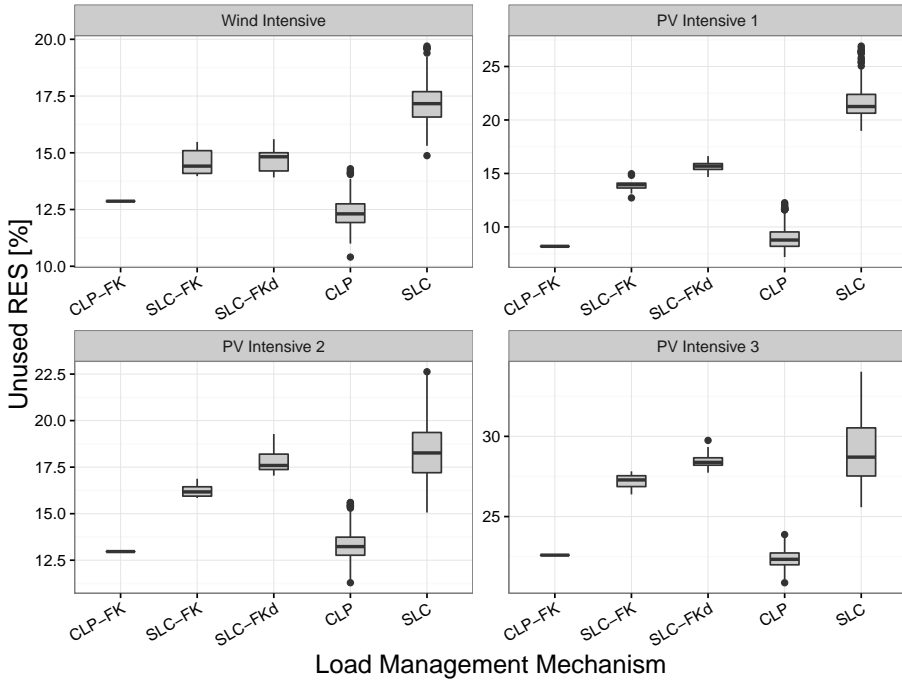 Wind Intensive
PV Intensive 1
20.0
17.5
15.0
12.5
10.0
25
20
15
10
CLP−FK
SLC−FK
SLC−FKd
CLP
SLC
CLP−FK
SLC−FK
SLC−FKd
CLP
SLC
PV Intensive 2
PV Intensive 3
22.5
20.0
17.5
15.0
12.5
30
25
CLP−FK
SLC−FK
SLC−FKd
CLP
SLC
CLP−FK
SLC−FK
SLC−FKd
CLP
SLC
Unused RES [%]
Load Management Mechanism